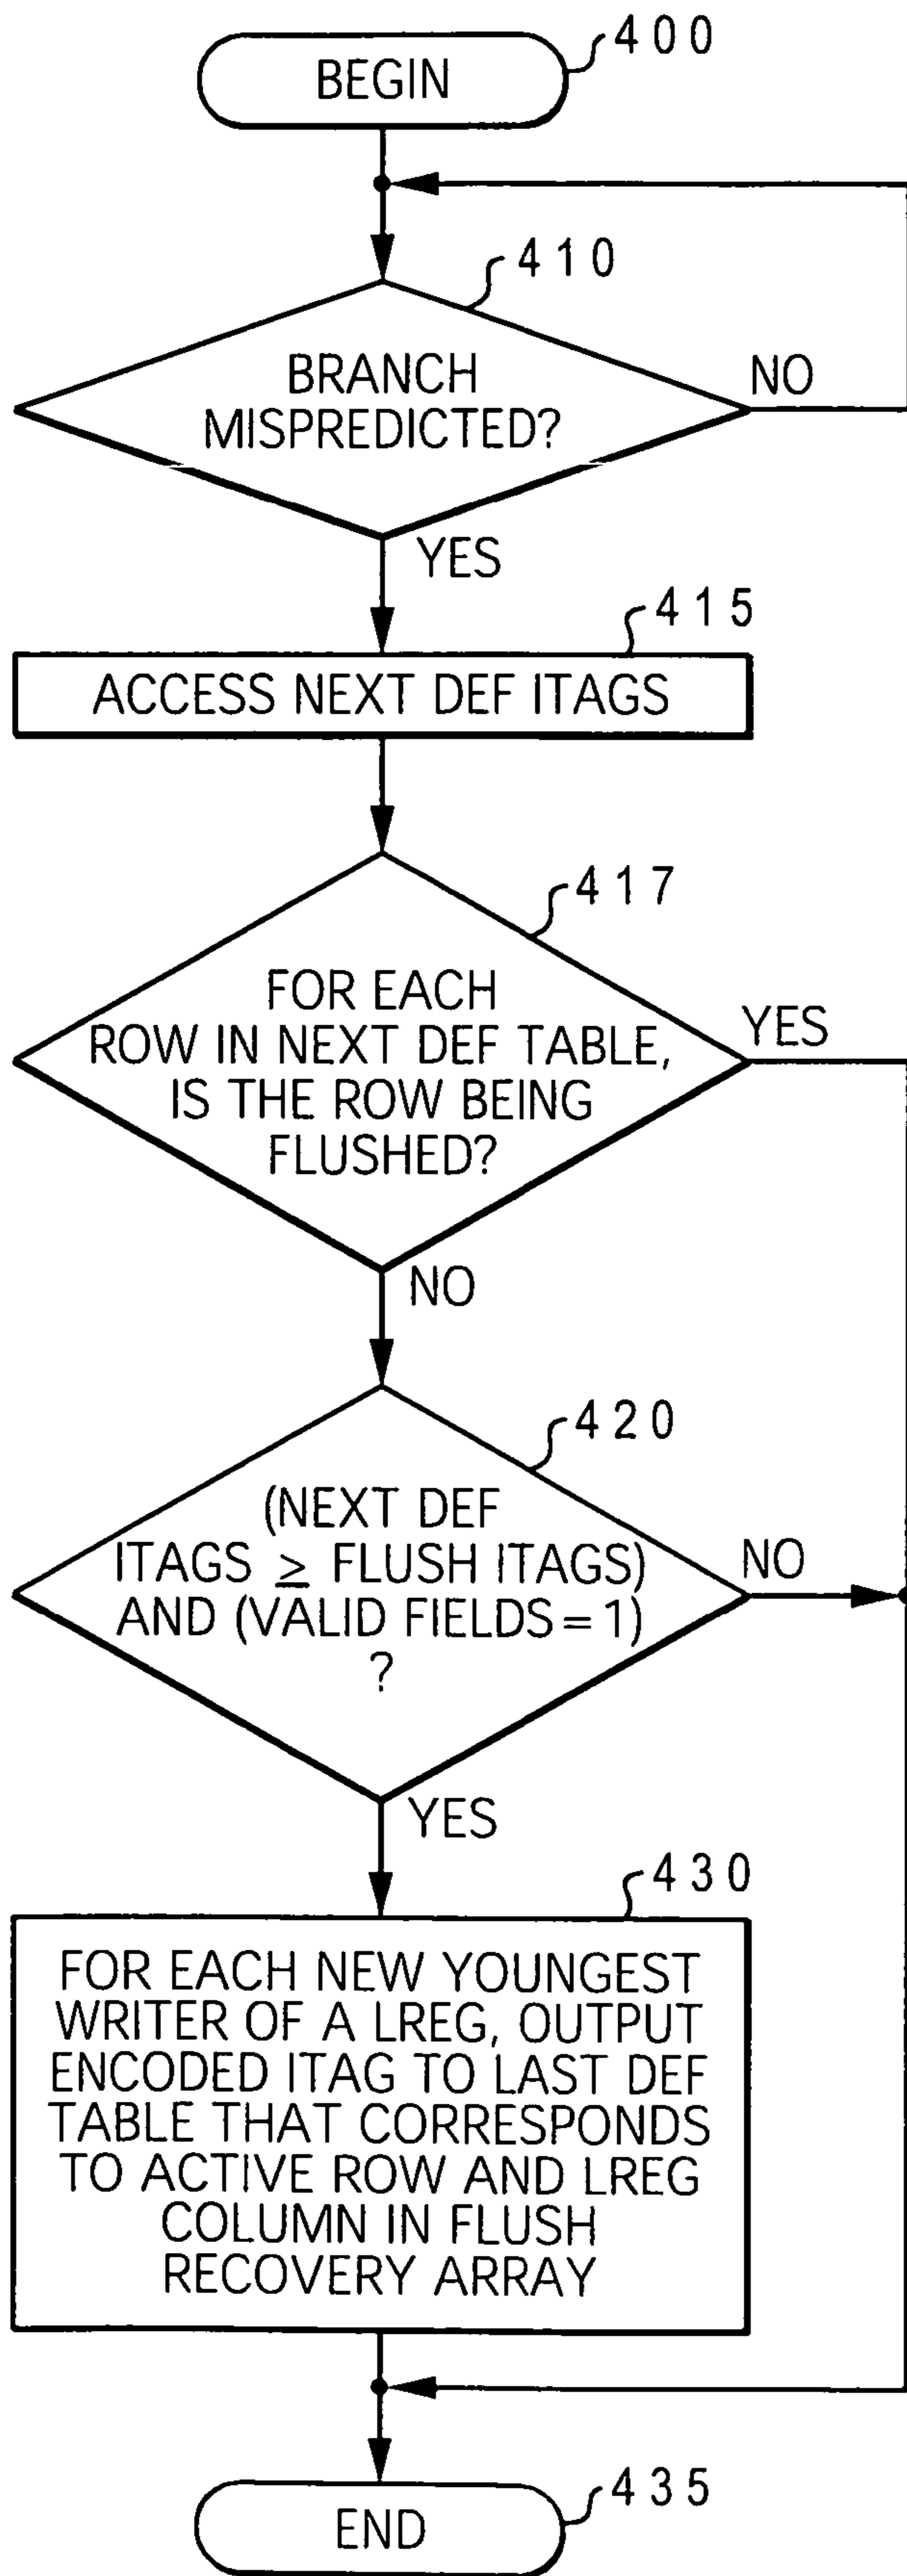 400
BEGIN
410
BRANCH
MISPREDICTED?
NO
YES
415
ACCESS NEXT DEF ITAGS
417
FOR EACH
ROW IN NEXT DEF TABLE,
IS THE ROW BEING
FLUSHED?
YES
NO
420
(NEXT DEF
ITAGS ≥ FLUSH ITAGS)
AND (VALID FIELDS = 1)
?
NO
YES
430
FOR EACH NEW YOUNGEST
WRITER OF A LREG, OUTPUT
ENCODED ITAG TO LAST DEF
TABLE THAT CORRESPONDS
TO ACTIVE ROW AND LREG
COLUMN IN FLUSH
RECOVERY ARRAY
END
435